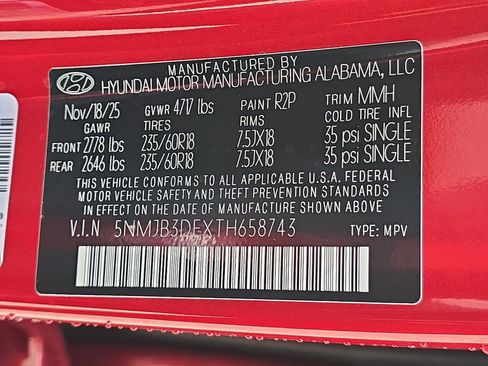 MANUFACTURED BY
HYUNDAI MOTOR MANUFACTURING ALABAMA, LLC
Nov/18/25 GVWR 4717 lbs PAINT R2P TRIM MMH
GAWR TIRES RIMS COLD TIRE INFL
FRONT 2778 lbs 235/60R18 7.5JX18 35 psi SINGLE
REAR 2646 lbs 235/60R18 7.5JX18 35 psi SINGLE
THIS VEHICLE CONFORMS TO ALL APPLICABLE U.S.A FEDERAL
MOTOR VEHICLE SAFETY AND THEFT PREVENTION STANDARDS
IN EFFECT ON THE DATE OF MANUFACTURE SHOWN ABOVE.
V.I.N 5NMJB3DEXTH658743 TYPE: MPV